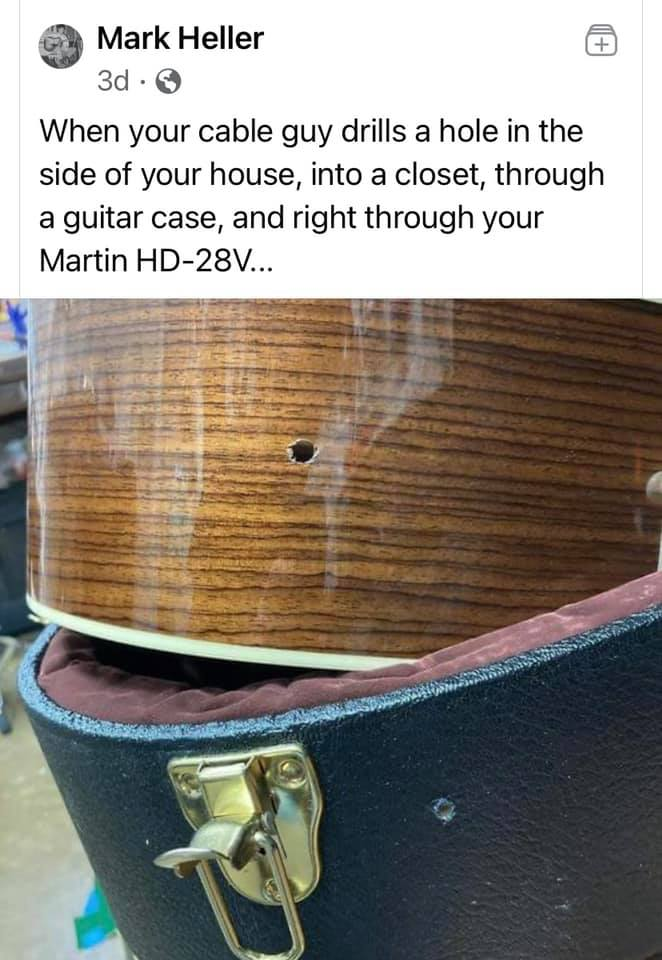 Mark Heller
3d ·
When your cable guy drills a hole in the
side of your house, into a closet, through
a guitar case, and right through your
Martin HD-28V...